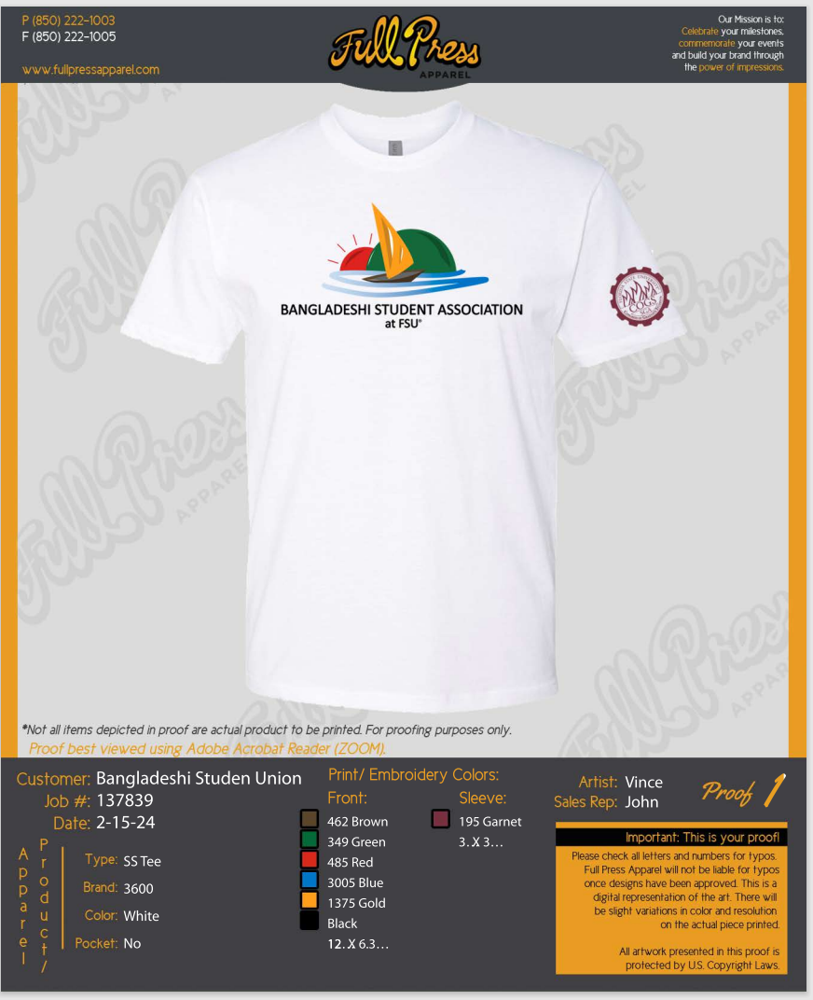 P (850) 222-1003
F (850) 222-1005
www.fullpressapparel.com
Full Press
APPAREL
Our Mission is to:
Celebrate your milestones,
commemorate your events
and build your brand through
the power of impressions.
BANGLADESHI STUDENT ASSOCIATION
at FSU®
COGS
*Not all items depicted in proof are actual product to be printed. For proofing purposes only.
Proof best viewed using Adobe Acrobat Reader (ZOOM).
Customer: Bangladeshi Studen Union
Job #: 137839
Date: 2-15-24
Apparel
Product/
Type: SS Tee
Brand: 3600
Color: White
Pocket: No
Print/ Embroidery Colors:
Front:
462 Brown
349 Green
485 Red
3005 Blue
1375 Gold
Black
12. X 6.3...
Sleeve:
195 Garnet
3. X 3...
Artist: Vince
Sales Rep: John
Proof 1
Important: This is your proof!
Please check all letters and numbers for typos.
Full Press Apparel will not be liable for typos
once designs have been approved. This is a
digital representation of the art. There will
be slight variations in color and resolution
on the actual piece printed.
All artwork presented in this proof is
protected by U.S. Copyright Laws.